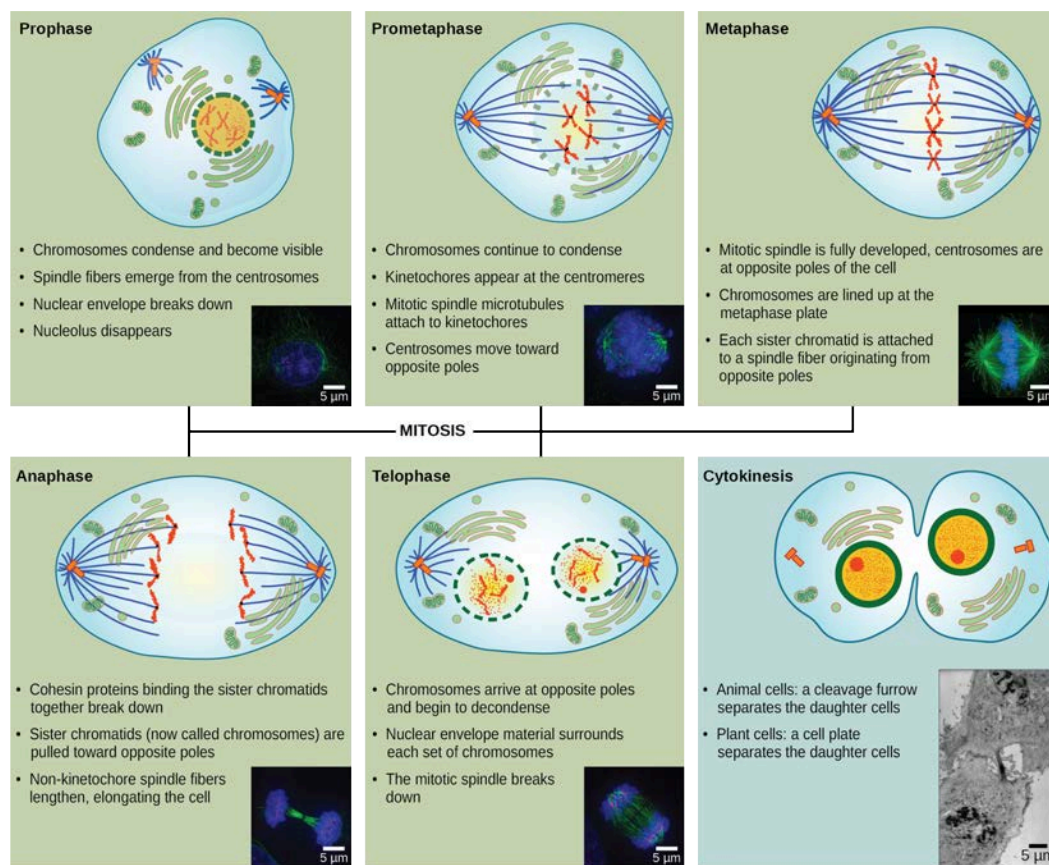 Prophase
• Chromosomes condense and become visible
• Spindle fibers emerge from the centrosomes
• Nuclear envelope breaks down
• Nucleolus disappears
5 µm
Prometaphase
• Chromosomes continue to condense
• Kinetochores appear at the centromeres
• Mitotic spindle microtubules
attach to kinetochores
• Centrosomes move toward
opposite poles
5 µm
Metaphase
• Mitotic spindle is fully developed, centrosomes are
at opposite poles of the cell
• Chromosomes are lined up at the
metaphase plate
• Each sister chromatid is attached
to a spindle fiber originating from
opposite poles
5 µm
MITOSIS
Anaphase
• Cohesin proteins binding the sister chromatids
together break down
• Sister chromatids (now called chromosomes) are
pulled toward opposite poles
• Non-kinetochore spindle fibers
lengthen, elongating the cell
5 µm
Telophase
• Chromosomes arrive at opposite poles
and begin to decondense
• Nuclear envelope material surrounds
each set of chromosomes
• The mitotic spindle breaks
down
5 µm
Cytokinesis
• Animal cells: a cleavage furrow
separates the daughter cells
• Plant cells: a cell plate
separates the daughter cells
5 µm